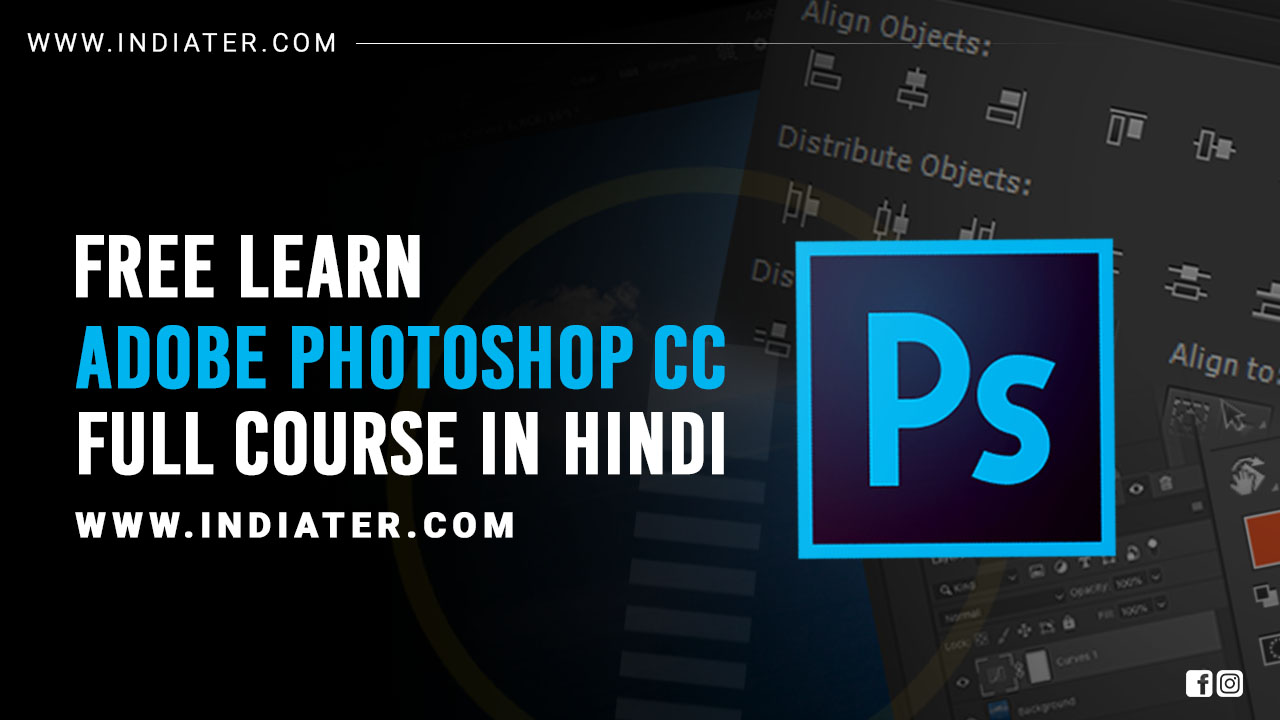 WWW.INDIATER.COM
Align Objects:
Distribute Objects:
FREE LEARN
ADOBE PHOTOSHOP CC
FULL COURSE IN HINDI
WWW.INDIATER.COM
Ps
Align to:
Kind
Opacity: 100%
Normal
Fill: 100%
Lock:
Curves 1
Background